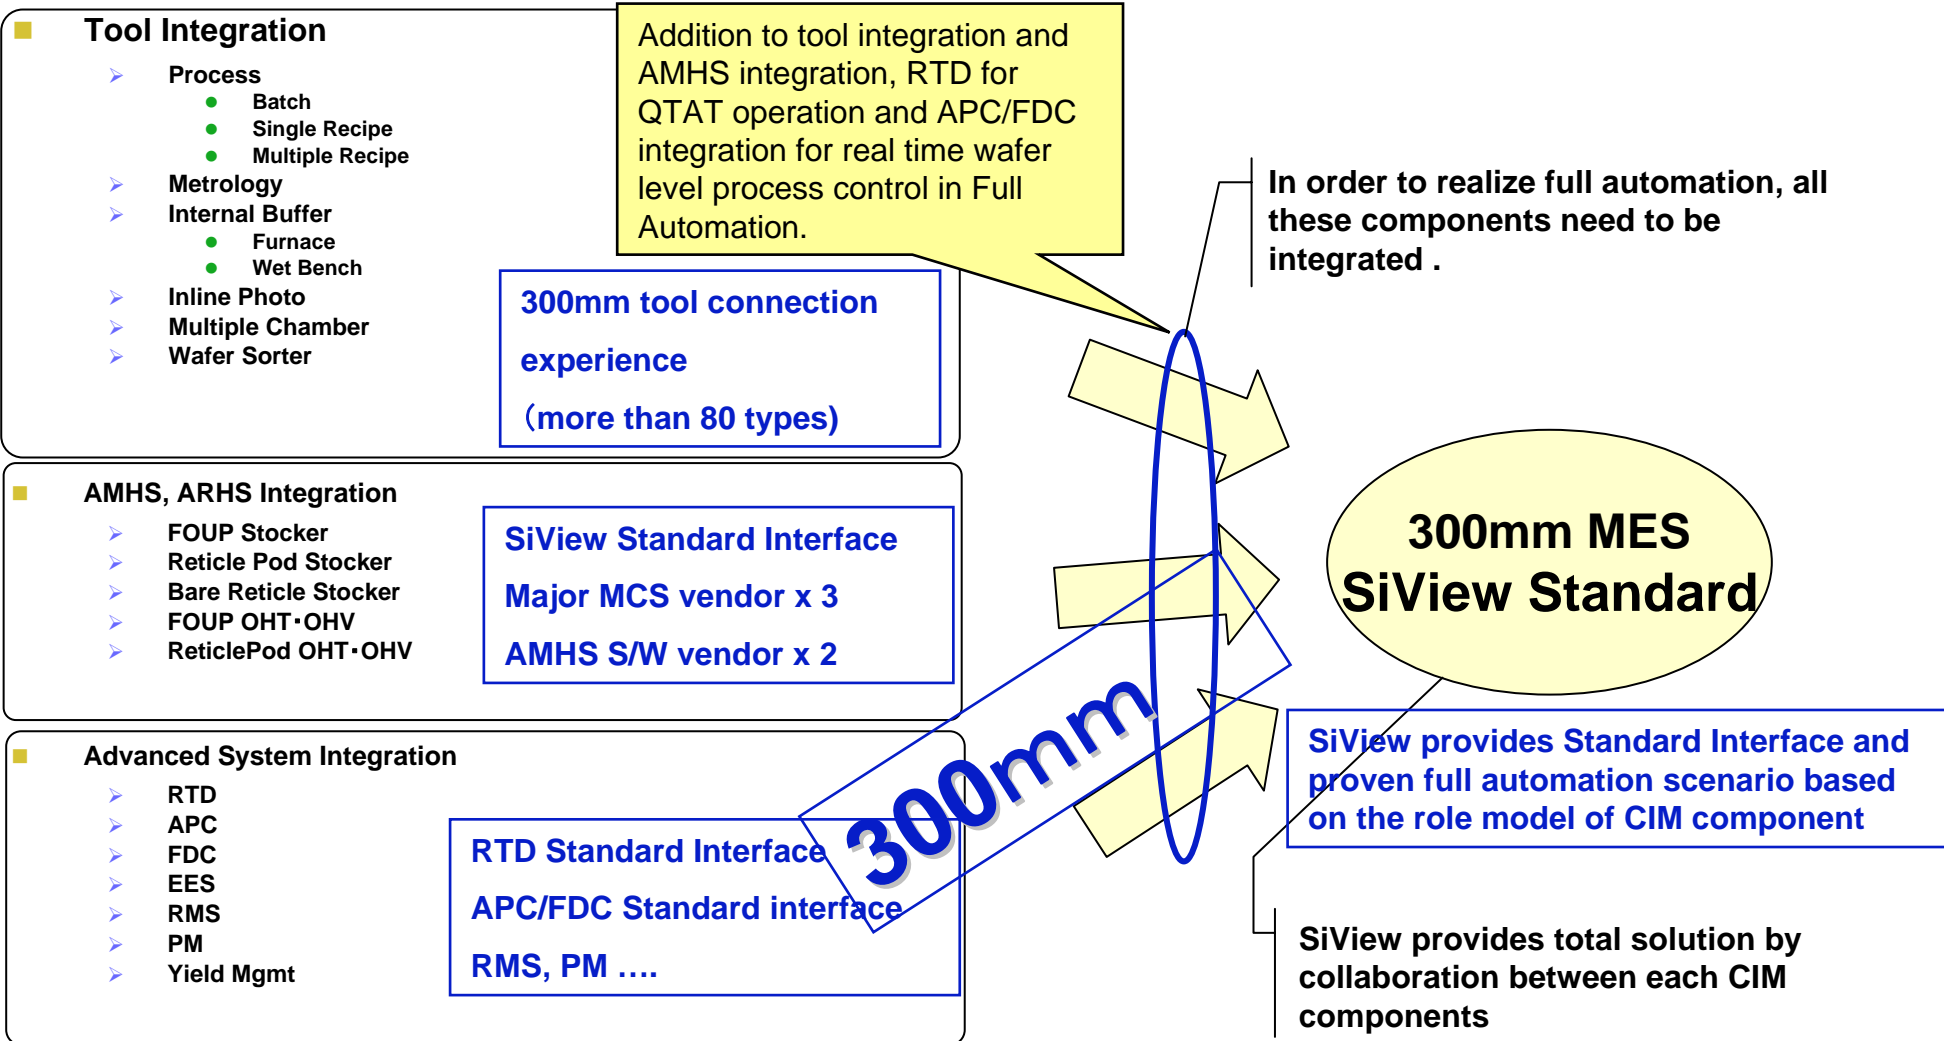 Tool Integration
Process
Batch
Single Recipe
Multiple Recipe
Metrology
Internal Buffer
Furnace
Wet Bench
Inline Photo
Multiple Chamber
Wafer Sorter
300mm tool connection
experience
（more than 80 types)
Addition to tool integration and
AMHS integration, RTD for
QTAT operation and APC/FDC
integration for real time wafer
level process control in Full
Automation.
In order to realize full automation, all
these components need to be
integrated .
AMHS, ARHS Integration
FOUP Stocker
Reticle Pod Stocker
Bare Reticle Stocker
FOUP OHT・OHV
ReticlePod OHT・OHV
SiView Standard Interface
Major MCS vendor x 3
AMHS S/W vendor x 2
300mm MES
SiView Standard
Advanced System Integration
RTD
APC
FDC
EES
RMS
PM
Yield Mgmt
RTD Standard Interface
APC/FDC Standard interface
RMS, PM ….
300mm
SiView provides Standard Interface and
proven full automation scenario based
on the role model of CIM component
SiView provides total solution by
collaboration between each CIM
components